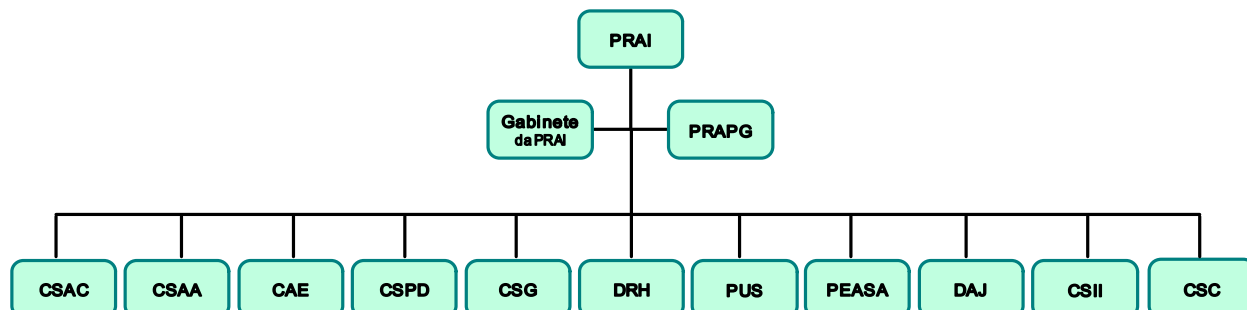 PRAI
Gabinete
da PRAI
PRAPG
CSAC
CSAA
CAE
CSPD
CSG
DRH
PUS
PEASA
DAJ
CSII
CSC